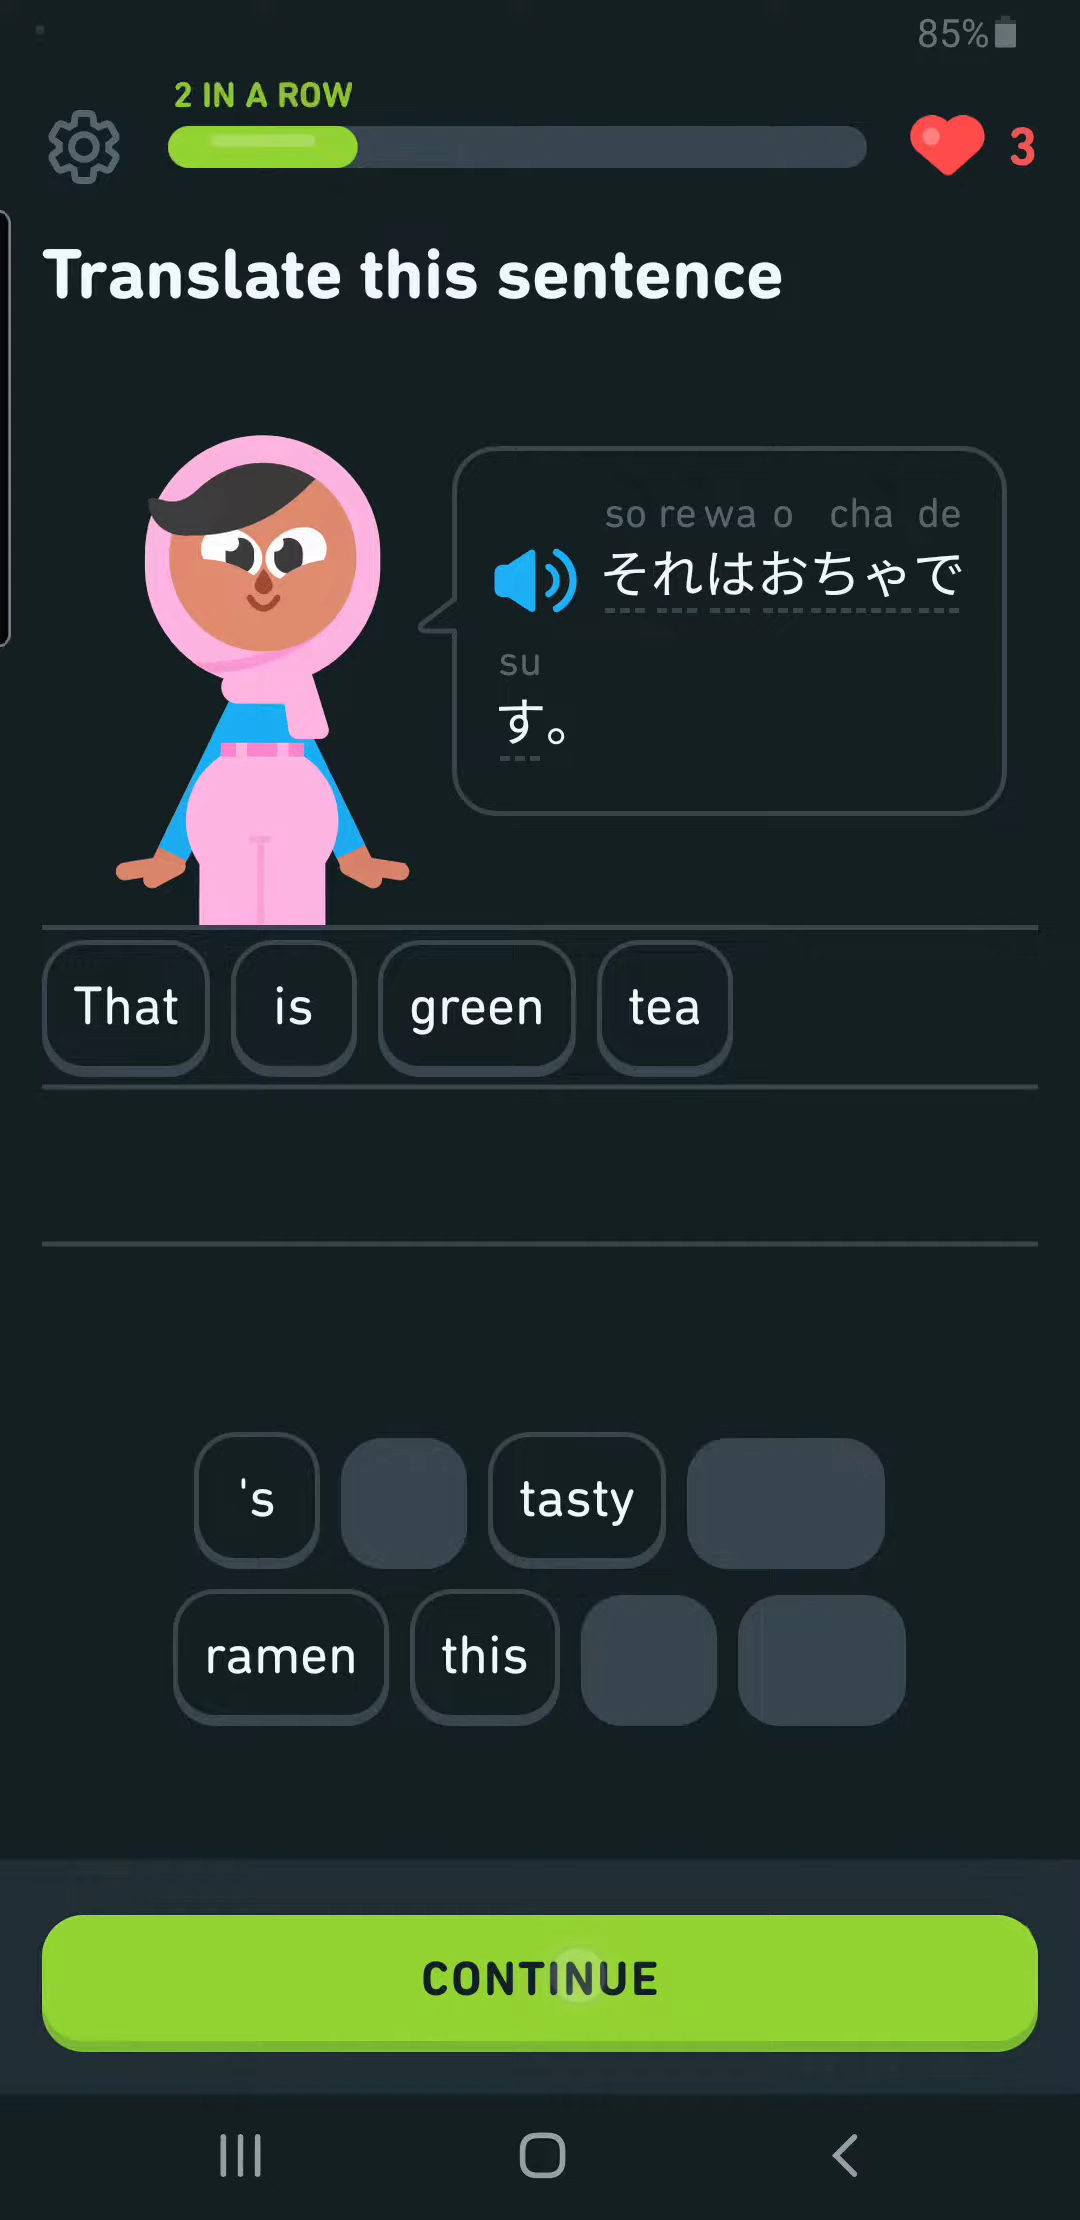 85%
2 IN A ROW
3
Translate this sentence
so re wa o cha de
それはおちゃで
su
す。
That is green tea
's tasty
ramen this
CONTINUE